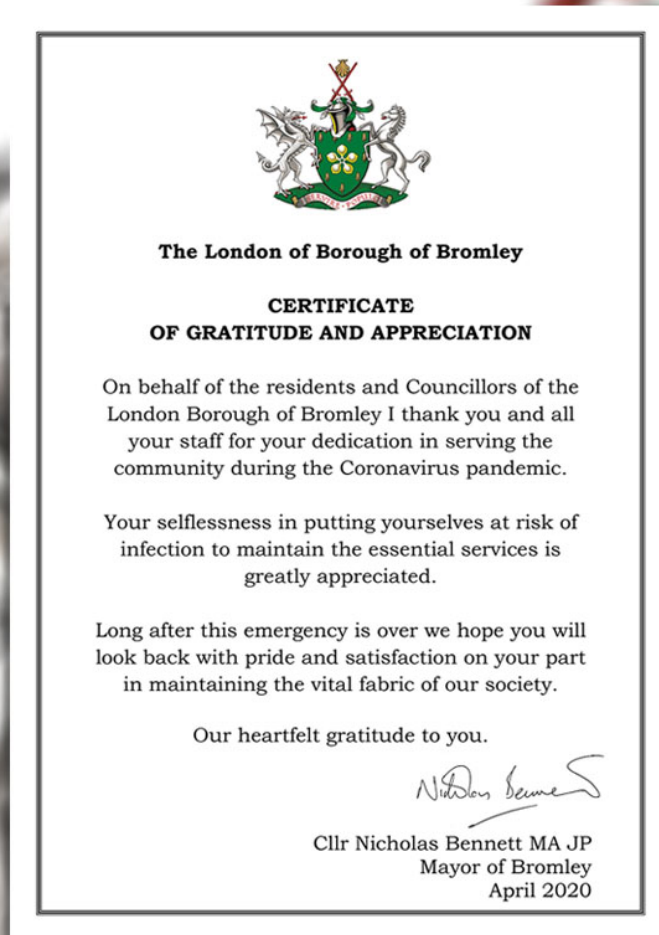 SERVIRE POPULO
The London of Borough of Bromley
CERTIFICATE
OF GRATITUDE AND APPRECIATION
On behalf of the residents and Councillors of the
London Borough of Bromley I thank you and all
your staff for your dedication in serving the
community during the Coronavirus pandemic.
Your selflessness in putting yourselves at risk of
infection to maintain the essential services is
greatly appreciated.
Long after this emergency is over we hope you will
look back with pride and satisfaction on your part
in maintaining the vital fabric of our society.
Our heartfelt gratitude to you.
Nicholas Bennett
Cllr Nicholas Bennett MA JP
Mayor of Bromley
April 2020